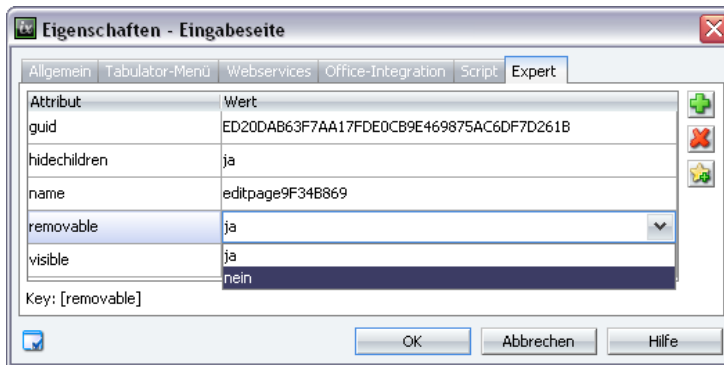 Eigenschaften - Eingabeseite
Allgemein Tabulator-Menü Webservices Office-Integration Script Expert
Attribut Wert
guid ED20DAB63F7AA17FDE0CB9E469875AC6DF7D261B
hidechildren ja
name editpage9F34B869
removable ja
visible ja
nein
Key: [removable]
OK Abbrechen Hilfe